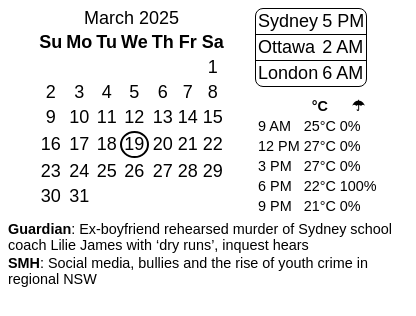 March 2025
Su Mo Tu We Th Fr Sa
1
2 3 4 5 6 7 8
9 10 11 12 13 14 15
16 17 18 19 20 21 22
23 24 25 26 27 28 29
30 31
Sydney 5 PM
Ottawa 2 AM
London 6 AM
°C ☂
9 AM 25°C 0%
12 PM 27°C 0%
3 PM 27°C 0%
6 PM 22°C 100%
9 PM 21°C 0%
Guardian: Ex-boyfriend rehearsed murder of Sydney school
coach Lilie James with ‘dry runs’, inquest hears
SMH: Social media, bullies and the rise of youth crime in
regional NSW